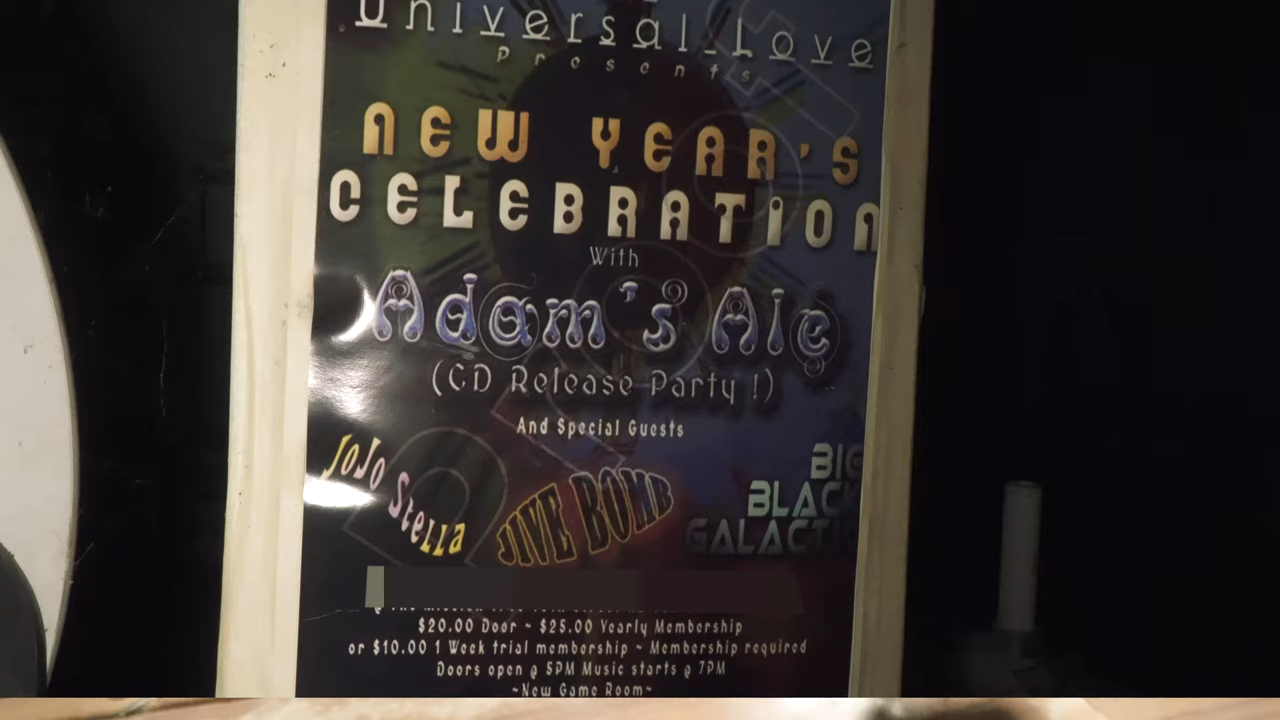 Universal Love
Presents
NEW YEAR'S
CELEBRATION
With
Adam's Ale
(CD Release Party !)
And Special Guests
JoJo Stella
JIVE BOMB
BIG
BLACK
GALACTI
$20.00 Door ~ $25.00 Yearly Membership
or $10.00 1 Week trial membership ~ Membership required
Doors open @ 5PM Music starts @ 7PM
~New Game Room~